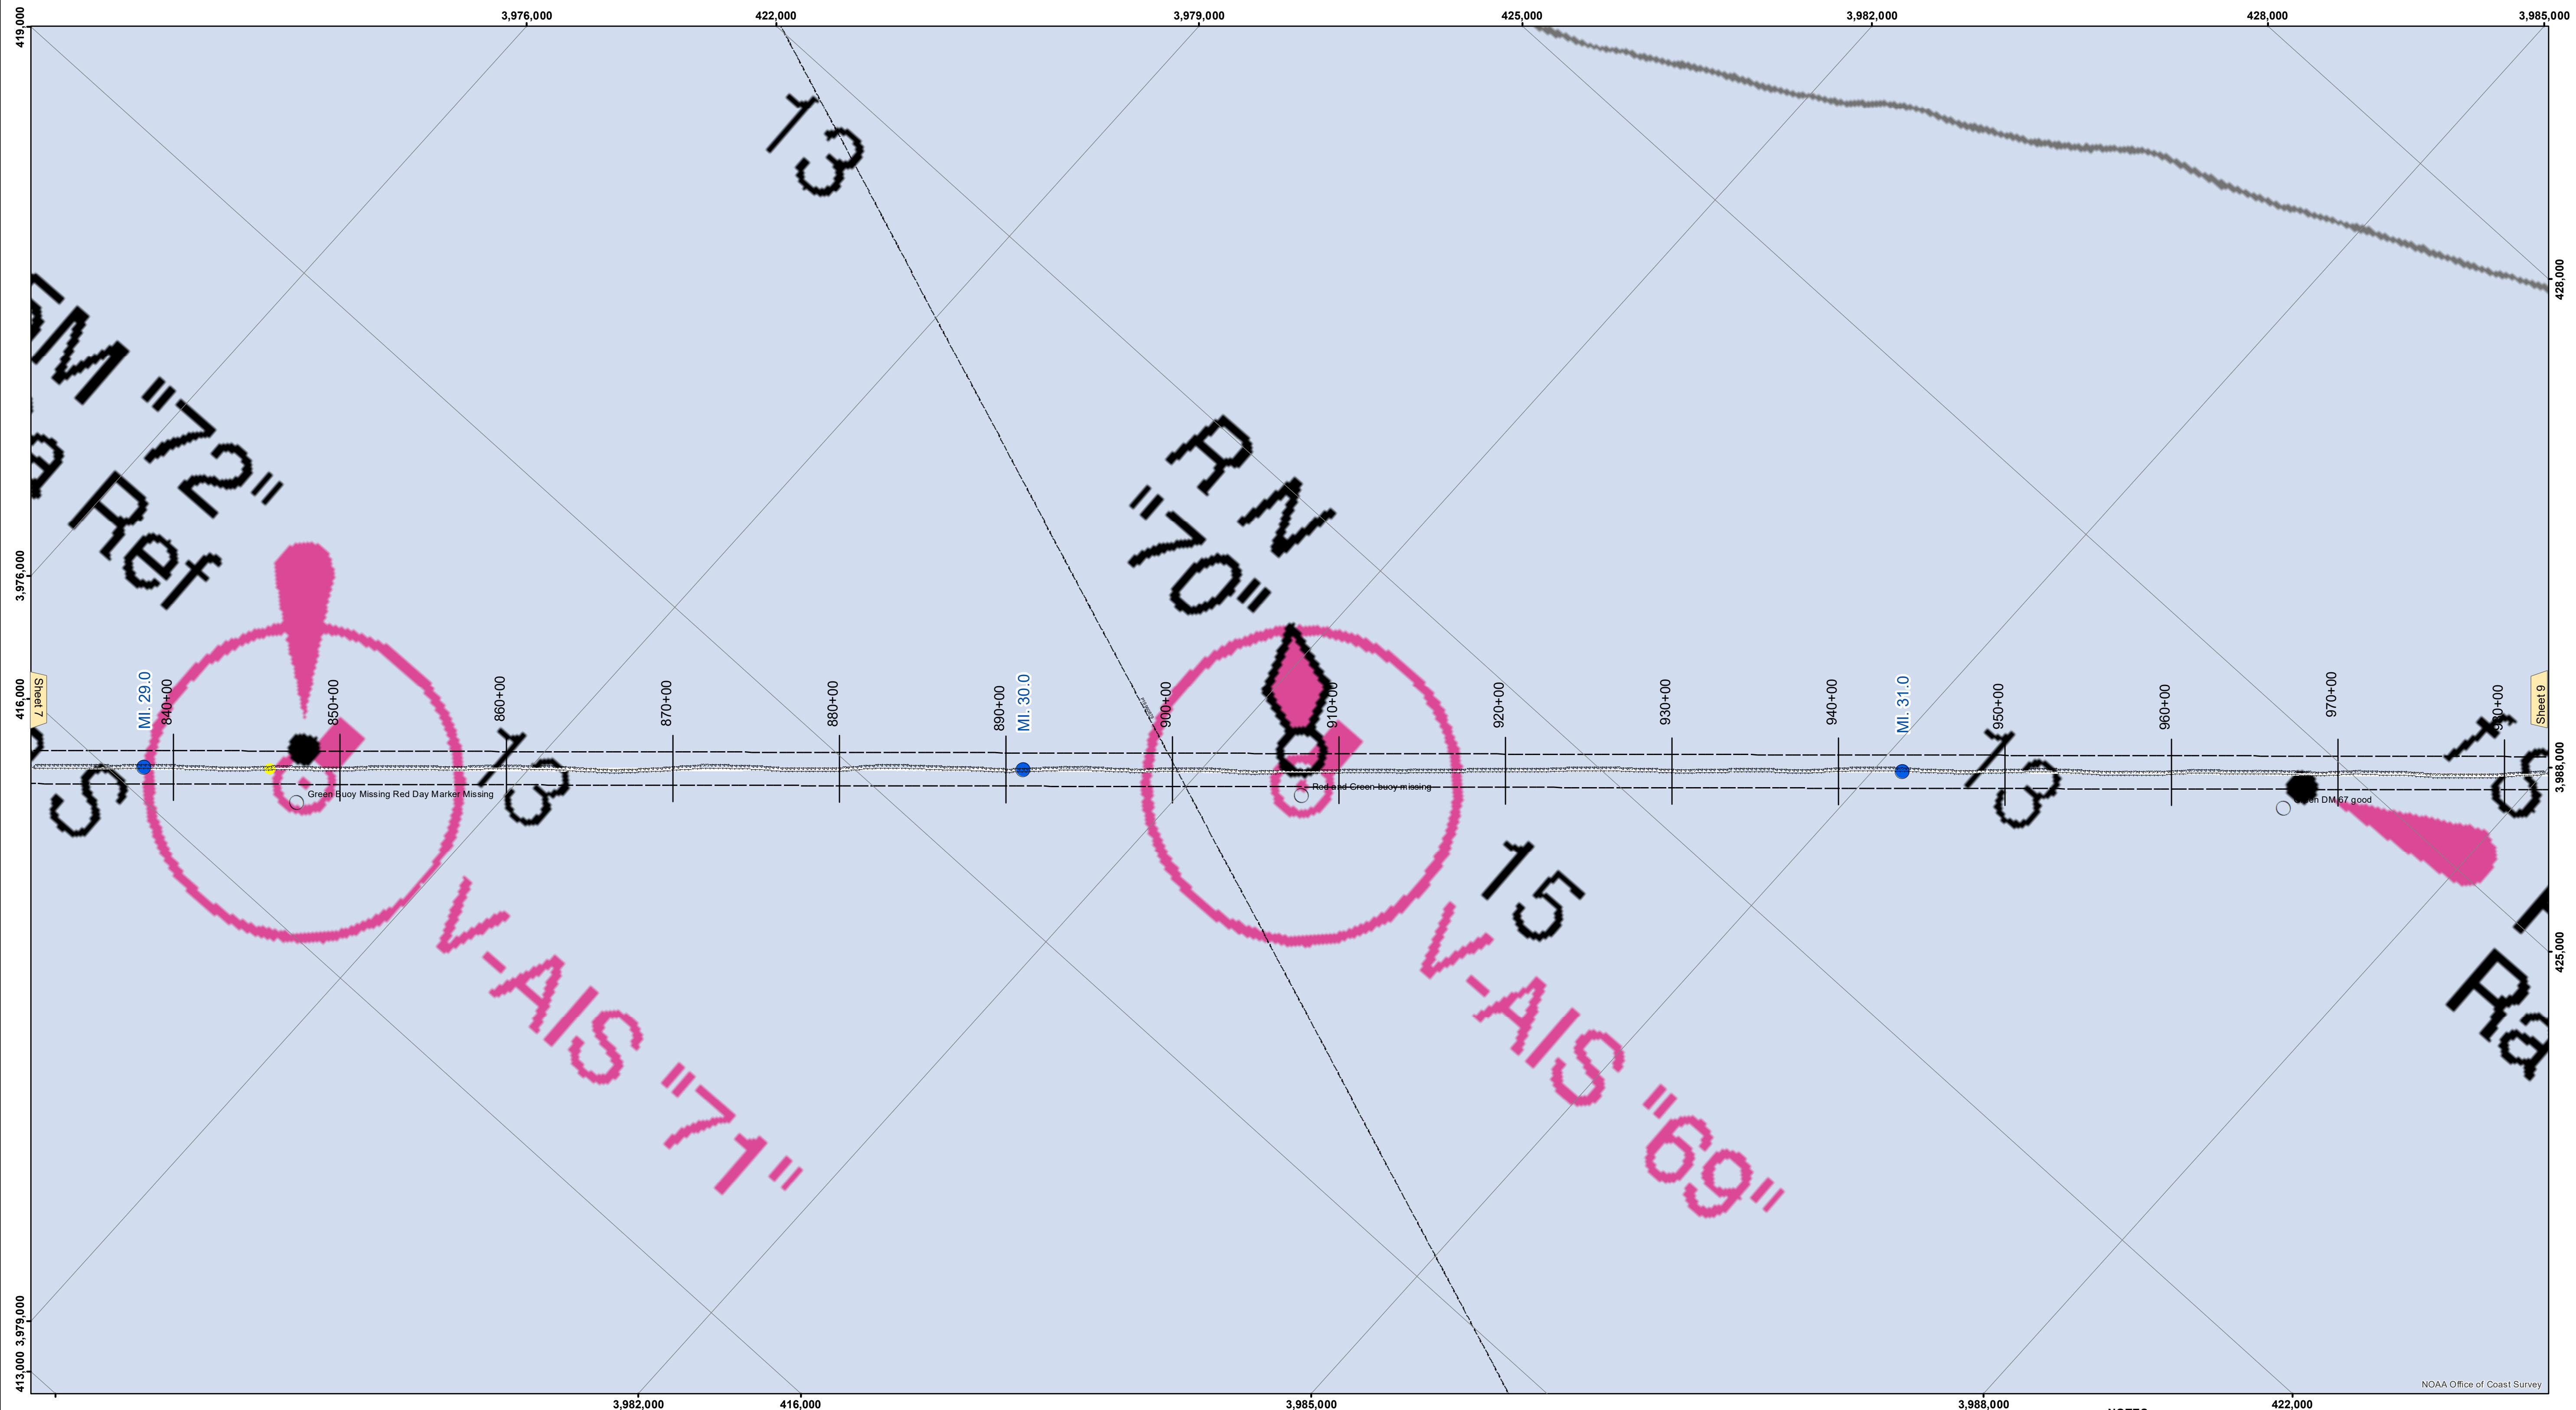 3,976,000
422,000
3,979,000
425,000
3,982,000
428,000
3,985,000
419,000
13
"72"
Ref
R N
"70"
3,976,000
416,000
Sheet 7
MI. 29.0
840+00
850+00
860+00
870+00
880+00
890+00
MI. 30.0
900+00
910+00
920+00
930+00
940+00
MI. 31.0
950+00
960+00
970+00
980+00
Sheet 9
428,000
3,988,000
425,000
S
13
13
Green Buoy Missing Red Day Marker Missing
Red and Green buoy missing
DM 67 good
15
V-AIS "71"
V-AIS "69"
Ra
3,979,000
413,000
NOAA Office of Coast Survey
3,982,000
416,000
3,985,000
3,988,000
422,000